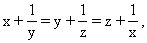 x + 1/y = y + 1/z = z + 1/x,